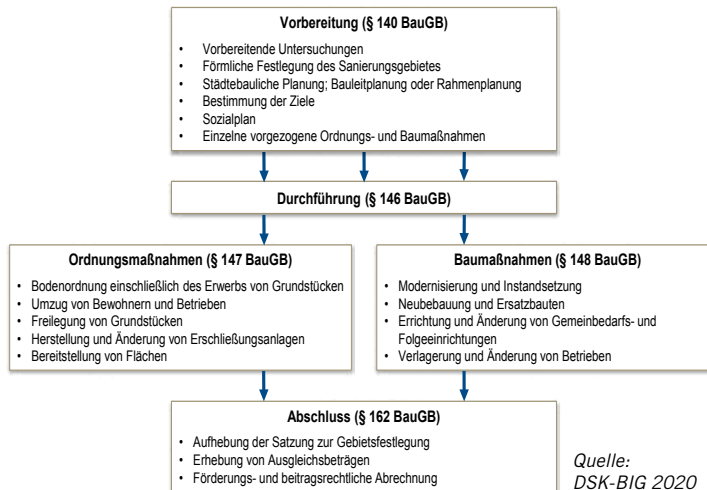 Vorbereitung (§ 140 BauGB)
• Vorbereitende Untersuchungen
• Förmliche Festlegung des Sanierungsgebietes
• Städtebauliche Planung; Bauleitplanung oder Rahmenplanung
• Bestimmung der Ziele
• Sozialplan
• Einzelne vorgezogene Ordnungs- und Baumaßnahmen
Durchführung (§ 146 BauGB)
Ordnungsmaßnahmen (§ 147 BauGB)
• Bodenordnung einschließlich des Erwerbs von Grundstücken
• Umzug von Bewohnern und Betrieben
• Freilegung von Grundstücken
• Herstellung und Änderung von Erschließungsanlagen
• Bereitstellung von Flächen
Baumaßnahmen (§ 148 BauGB)
• Modernisierung und Instandsetzung
• Neubebauung und Ersatzbauten
• Errichtung und Änderung von Gemeinbedarfs- und
Folgeeinrichtungen
• Verlagerung und Änderung von Betrieben
Abschluss (§ 162 BauGB)
• Aufhebung der Satzung zur Gebietsfestlegung
• Erhebung von Ausgleichsbeträgen
• Förderungs- und beitragsrechtliche Abrechnung
Quelle:
DSK-BIG 2020